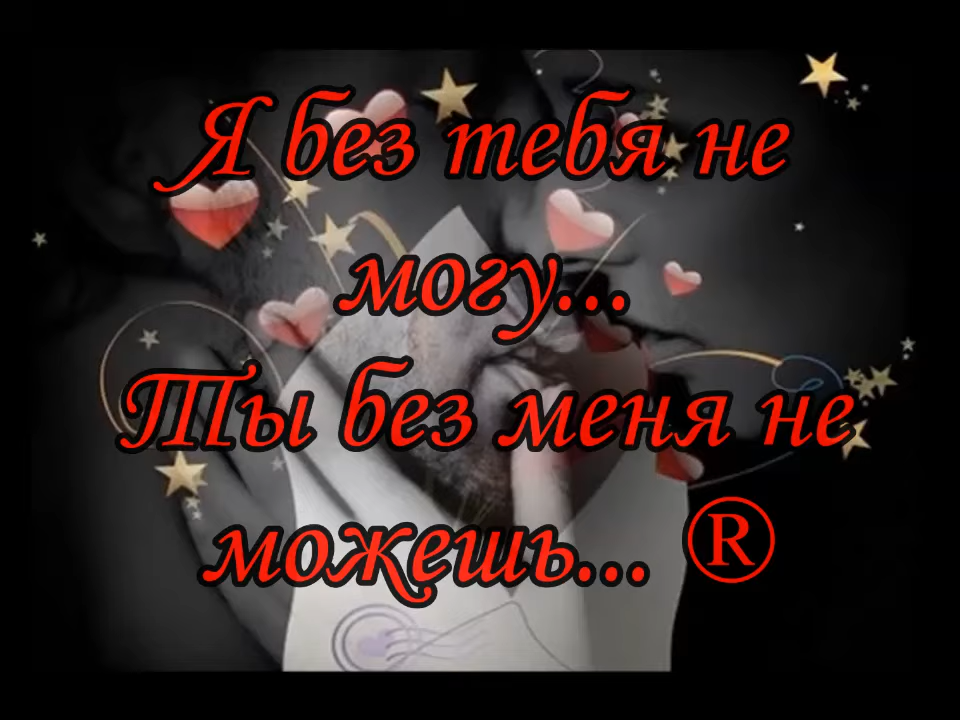 Я без тебя не
могу...
Ты без меня не
можешь... ®